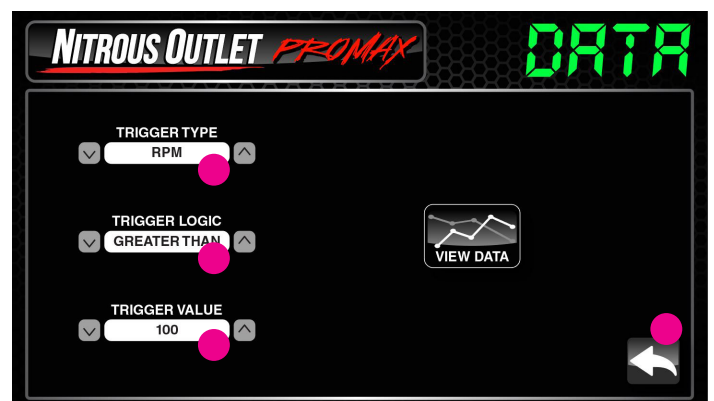 NITROUS OUTLET PROMAX
DATA
TRIGGER TYPE
RPM
TRIGGER LOGIC
GREATER THAN
VIEW DATA
TRIGGER VALUE
100